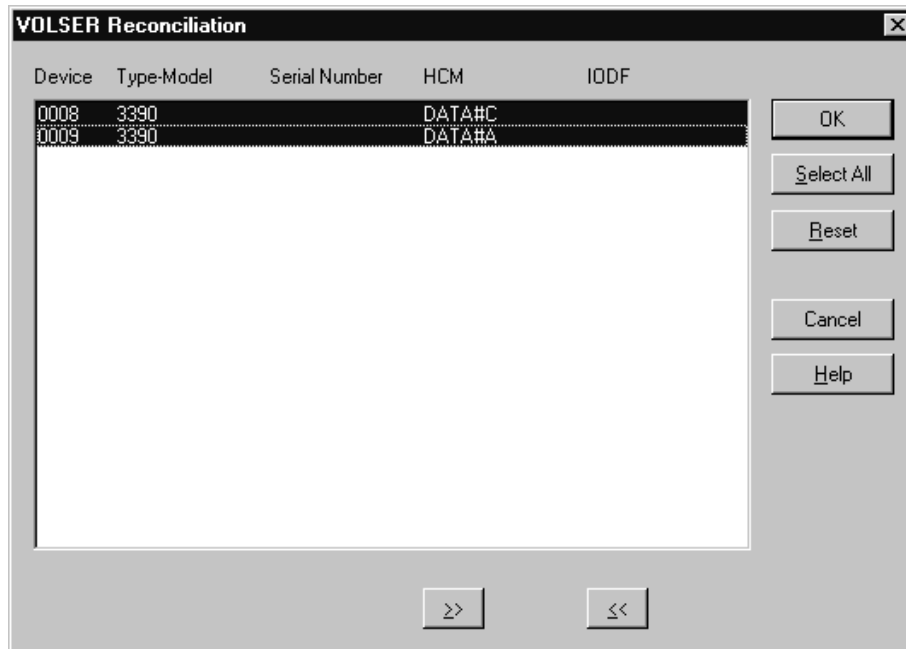 VOLSER Reconciliation
Device Type-Model Serial Number HCM IODF
0008 3390 DATA#C
0009 3390 DATA#A
OK
Select All
Reset
Cancel
Help
>> <<